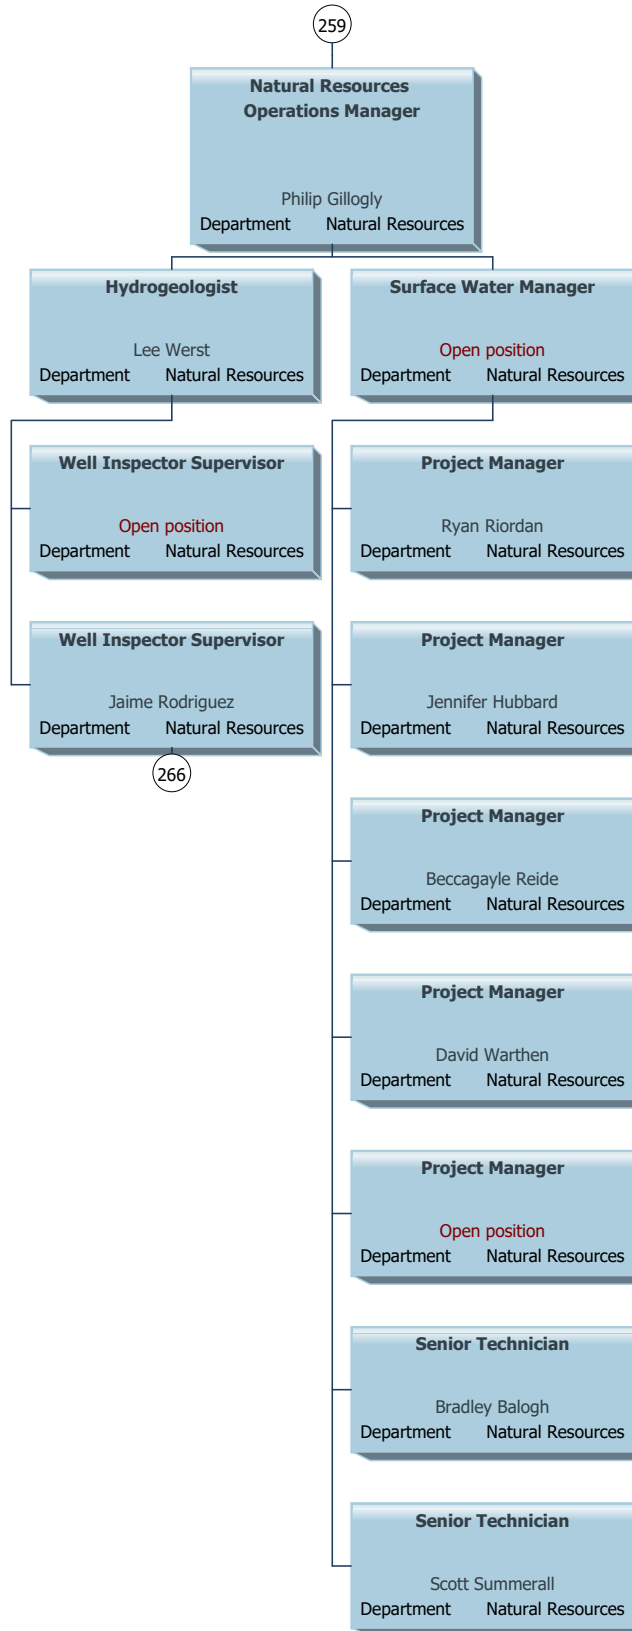 259
Natural Resources
Operations Manager
Philip Gillogly
Department Natural Resources
Hydrogeologist
Lee Werst
Department Natural Resources
Well Inspector Supervisor
Open position
Department Natural Resources
Well Inspector Supervisor
Jaime Rodriguez
Department Natural Resources
266
Surface Water Manager
Open position
Department Natural Resources
Project Manager
Ryan Riordan
Department Natural Resources
Project Manager
Jennifer Hubbard
Department Natural Resources
Project Manager
Beccagayle Reide
Department Natural Resources
Project Manager
David Warthen
Department Natural Resources
Project Manager
Open position
Department Natural Resources
Senior Technician
Bradley Balogh
Department Natural Resources
Senior Technician
Scott Summerall
Department Natural Resources